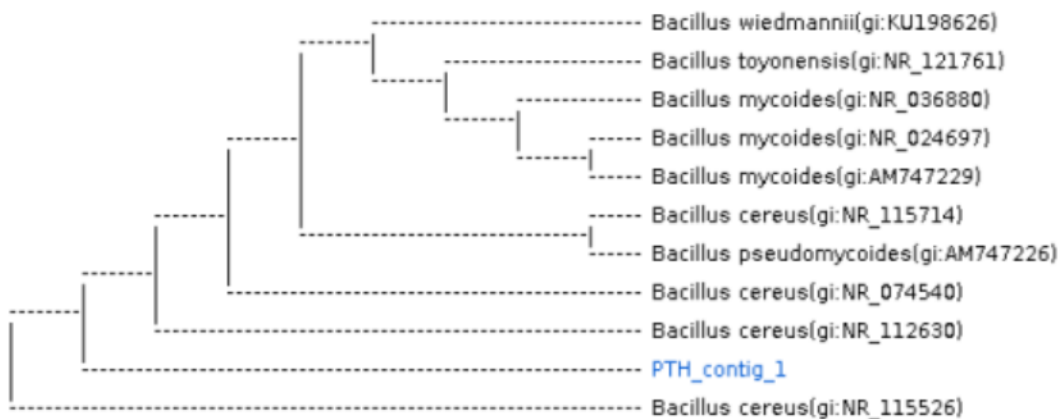 Bacillus wiedmannii(gi:KU198626)
Bacillus toyonensis(gi:NR_121761)
Bacillus mycoides(gi:NR_036880)
Bacillus mycoides(gi:NR_024697)
Bacillus mycoides(gi:AM747229)
Bacillus cereus(gi:NR_115714)
Bacillus pseudomycoides(gi:AM747226)
Bacillus cereus(gi:NR_074540)
Bacillus cereus(gi:NR_112630)
PTH_contig_1
Bacillus cereus(gi:NR_115526)